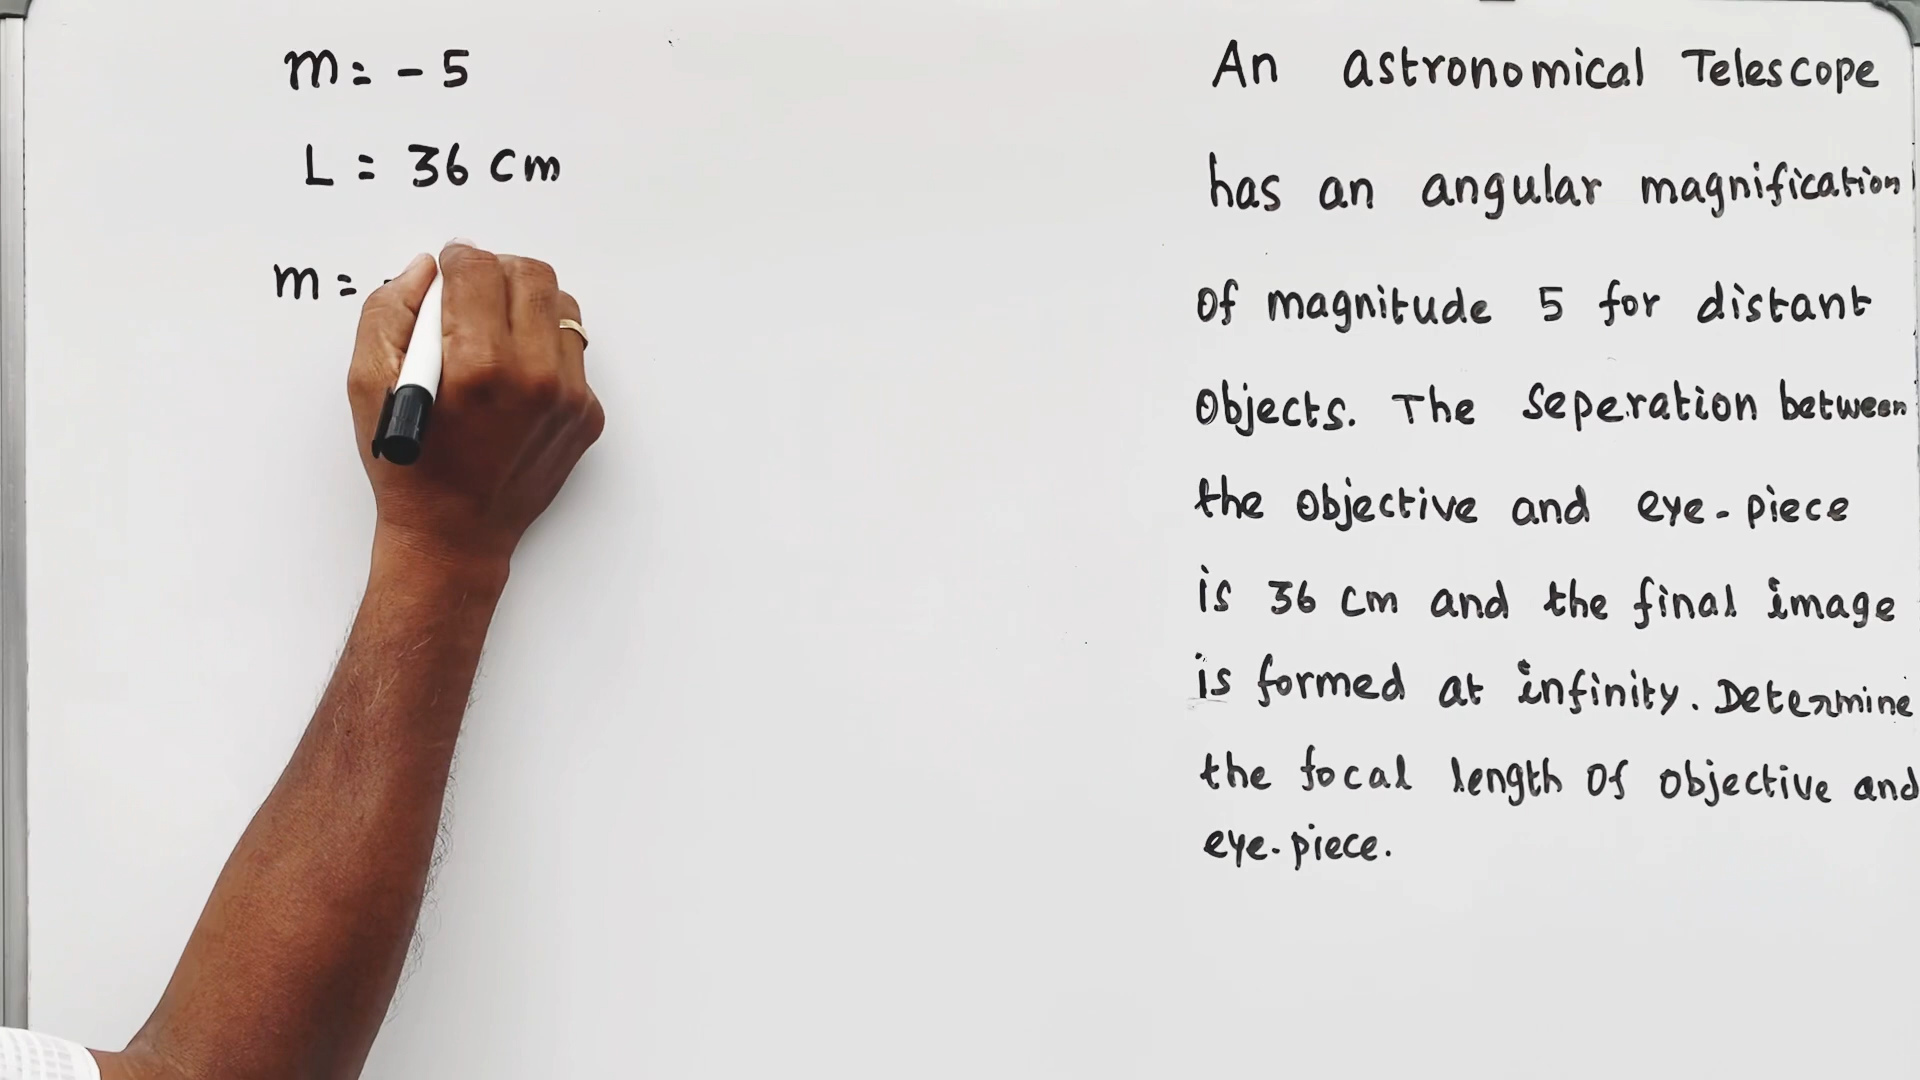 m = - 5
L = 36 cm
m = -
An astronomical Telescope
has an angular magnification
of magnitude 5 for distant
Objects. The Seperation between
the objective and eye-piece
is 36 cm and the final image
is formed at infinity. Determine
the focal length of objective and
eye-piece.